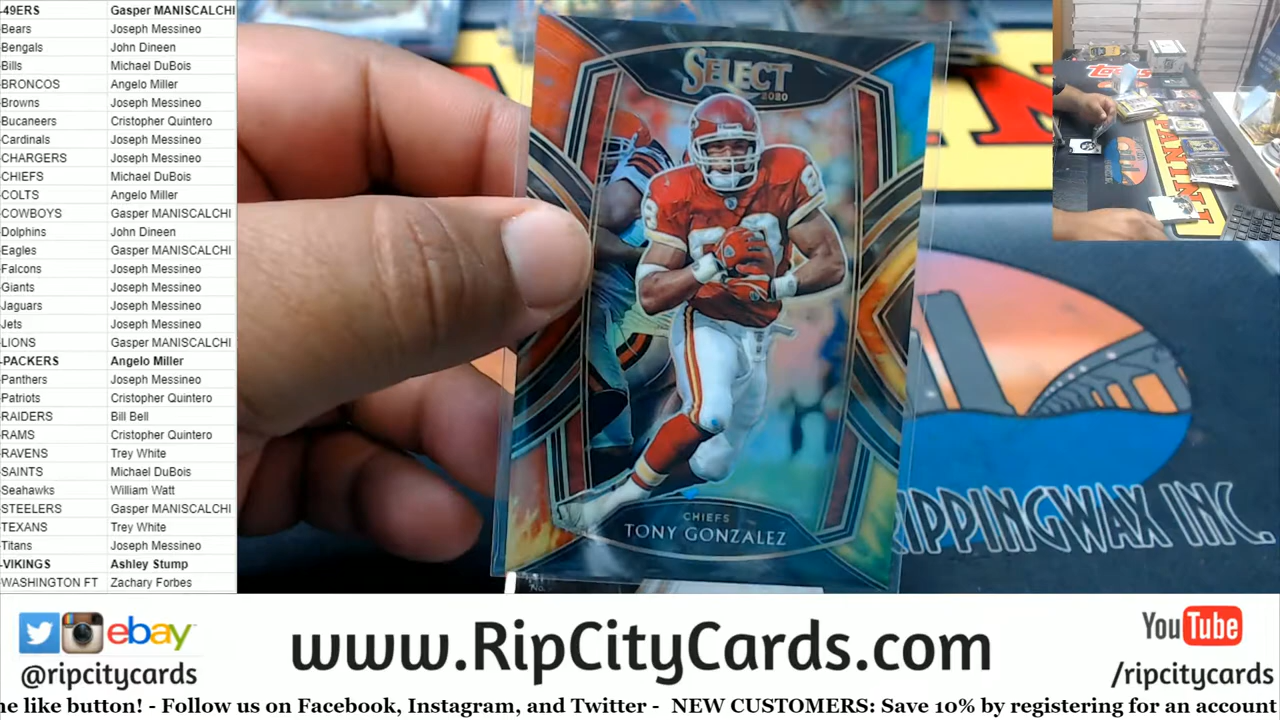 -49ERS Gasper MANISCALCHI
-Bears Joseph Messineo
-Bengals John Dineen
-Bills Michael DuBois
-BRONCOS Angelo Miller
-Browns Joseph Messineo
-Bucaneers Cristopher Quintero
-Cardinals Joseph Messineo
-CHARGERS Joseph Messineo
-CHIEFS Michael DuBois
-COLTS Angelo Miller
-COWBOYS Gasper MANISCALCHI
-Dolphins John Dineen
-Eagles Gasper MANISCALCHI
-Falcons Joseph Messineo
-Giants Joseph Messineo
-Jaguars Joseph Messineo
-Jets Joseph Messineo
-LIONS Gasper MANISCALCHI
-PACKERS Angelo Miller
-Panthers Joseph Messineo
-Patriots Cristopher Quintero
-RAIDERS Bill Bell
-RAMS Cristopher Quintero
-RAVENS Trey White
-SAINTS Michael DuBois
-Seahawks William Watt
-STEELERS Gasper MANISCALCHI
-TEXANS Trey White
-Titans Joseph Messineo
-VIKINGS Ashley Stump
-WASHINGTON FT Zachary Forbes
SELECT
2020
CHIEFS
TONY GONZALEZ
RIPPINGWAX INC.
TOPPS
PANINI
ebay
@ripcitycards
www.RipCityCards.com
YouTube
/ripcitycards
he like button! - Follow us on Facebook, Instagram, and Twitter - NEW CUSTOMERS: Save 10% by registering for an account